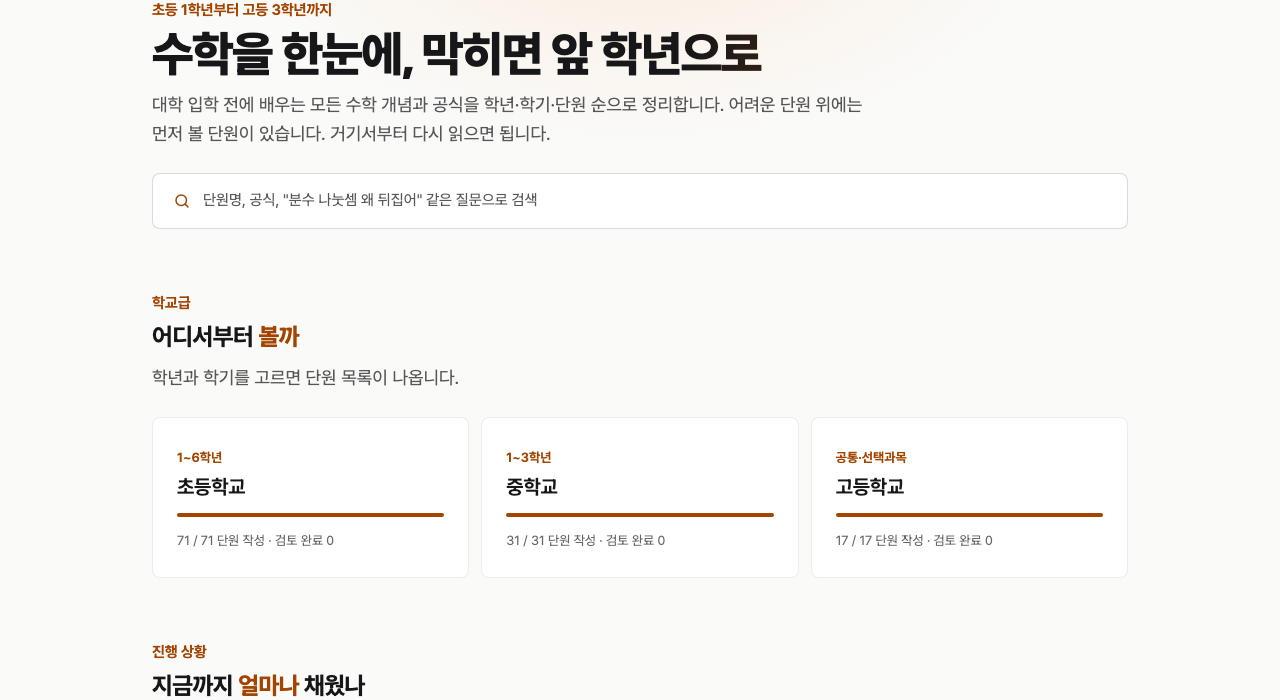 초등 1학년부터 고등 3학년까지
수학을 한눈에, 막히면 앞 학년으로
대학 입학 전에 배우는 모든 수학 개념과 공식을 학년·학기·단원 순으로 정리합니다. 어려운 단원 위에는
먼저 볼 단원이 있습니다. 거기서부터 다시 읽으면 됩니다.
단원명, 공식, "분수 나눗셈 왜 뒤집어" 같은 질문으로 검색
학교급
어디서부터 볼까
학년과 학기를 고르면 단원 목록이 나옵니다.
1~6학년
초등학교
71 / 71 단원 작성 · 검토 완료 0
1~3학년
중학교
31 / 31 단원 작성 · 검토 완료 0
공통·선택과목
고등학교
17 / 17 단원 작성 · 검토 완료 0
진행 상황
지금까지 얼마나 채웠나